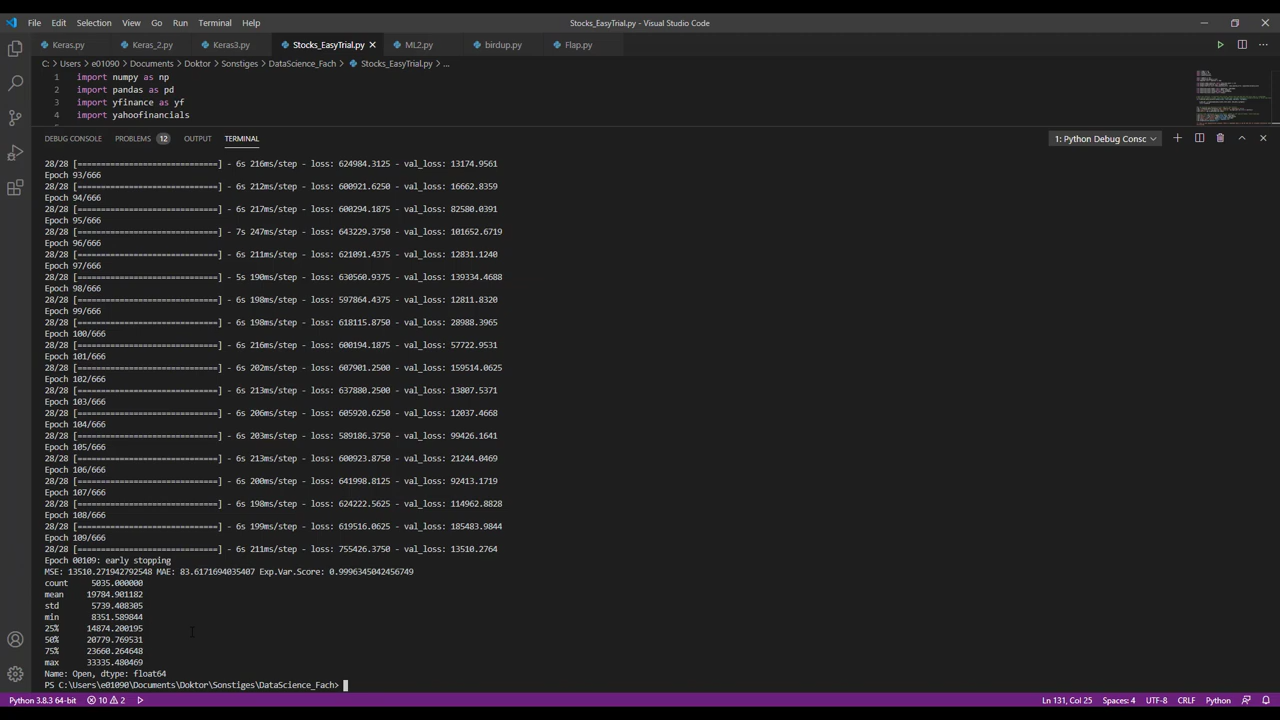 File Edit Selection View Go Run Terminal Help
Stocks_EasyTrial.py - Visual Studio Code
Keras.py Keras_2.py Keras3.py Stocks_EasyTrial.py ML2.py birdup.py Flap.py
C: > Users > e01090 > Documents > Doktor > Sonstiges > DataScience_Fach > Stocks_EasyTrial.py > ...
1 import numpy as np
2 import pandas as pd
3 import yfinance as yf
4 import yahoofinancials
DEBUG CONSOLE PROBLEMS 12 OUTPUT TERMINAL 1: Python Debug Consc
28/28 [==============================] - 6s 216ms/step - loss: 624984.3125 - val_loss: 13174.9561
Epoch 93/666
28/28 [==============================] - 6s 212ms/step - loss: 600921.6250 - val_loss: 16662.8359
Epoch 94/666
28/28 [==============================] - 6s 217ms/step - loss: 600294.1875 - val_loss: 82580.0391
Epoch 95/666
28/28 [==============================] - 7s 247ms/step - loss: 643229.3750 - val_loss: 101652.6719
Epoch 96/666
28/28 [==============================] - 6s 211ms/step - loss: 621091.4375 - val_loss: 12831.1240
Epoch 97/666
28/28 [==============================] - 5s 190ms/step - loss: 630560.9375 - val_loss: 139334.4688
Epoch 98/666
28/28 [==============================] - 6s 198ms/step - loss: 597864.4375 - val_loss: 12811.8320
Epoch 99/666
28/28 [==============================] - 6s 198ms/step - loss: 618115.8750 - val_loss: 28988.3965
Epoch 100/666
28/28 [==============================] - 6s 216ms/step - loss: 600194.1875 - val_loss: 57722.9531
Epoch 101/666
28/28 [==============================] - 6s 202ms/step - loss: 607901.2500 - val_loss: 159514.0625
Epoch 102/666
28/28 [==============================] - 6s 213ms/step - loss: 637880.2500 - val_loss: 13807.5371
Epoch 103/666
28/28 [==============================] - 6s 206ms/step - loss: 605920.6250 - val_loss: 12037.4668
Epoch 104/666
28/28 [==============================] - 6s 203ms/step - loss: 589186.3750 - val_loss: 99426.1641
Epoch 105/666
28/28 [==============================] - 6s 213ms/step - loss: 600923.8750 - val_loss: 21244.0469
Epoch 106/666
28/28 [==============================] - 6s 200ms/step - loss: 641998.8125 - val_loss: 92413.1719
Epoch 107/666
28/28 [==============================] - 6s 198ms/step - loss: 624222.5625 - val_loss: 114962.8828
Epoch 108/666
28/28 [==============================] - 6s 199ms/step - loss: 619516.0625 - val_loss: 185483.9844
Epoch 109/666
28/28 [==============================] - 6s 211ms/step - loss: 755426.3750 - val_loss: 13510.2764
Epoch 00109: early stopping
MSE: 13510.271942792548 MAE: 83.6171694035407 Exp.Var.Score: 0.9996345042456749
count 5035.000000
mean 19784.901182
std 5739.408305
min 8351.589844
25% 14874.200195
50% 20779.769531
75% 23660.264648
max 33335.480469
Name: Open, dtype: float64
PS C:\Users\e01090\Documents\Doktor\Sonstiges\DataScience_Fach>
Python 3.8.3 64-bit 10 2 Ln 131, Col 25 Spaces: 4 UTF-8 CRLF Python